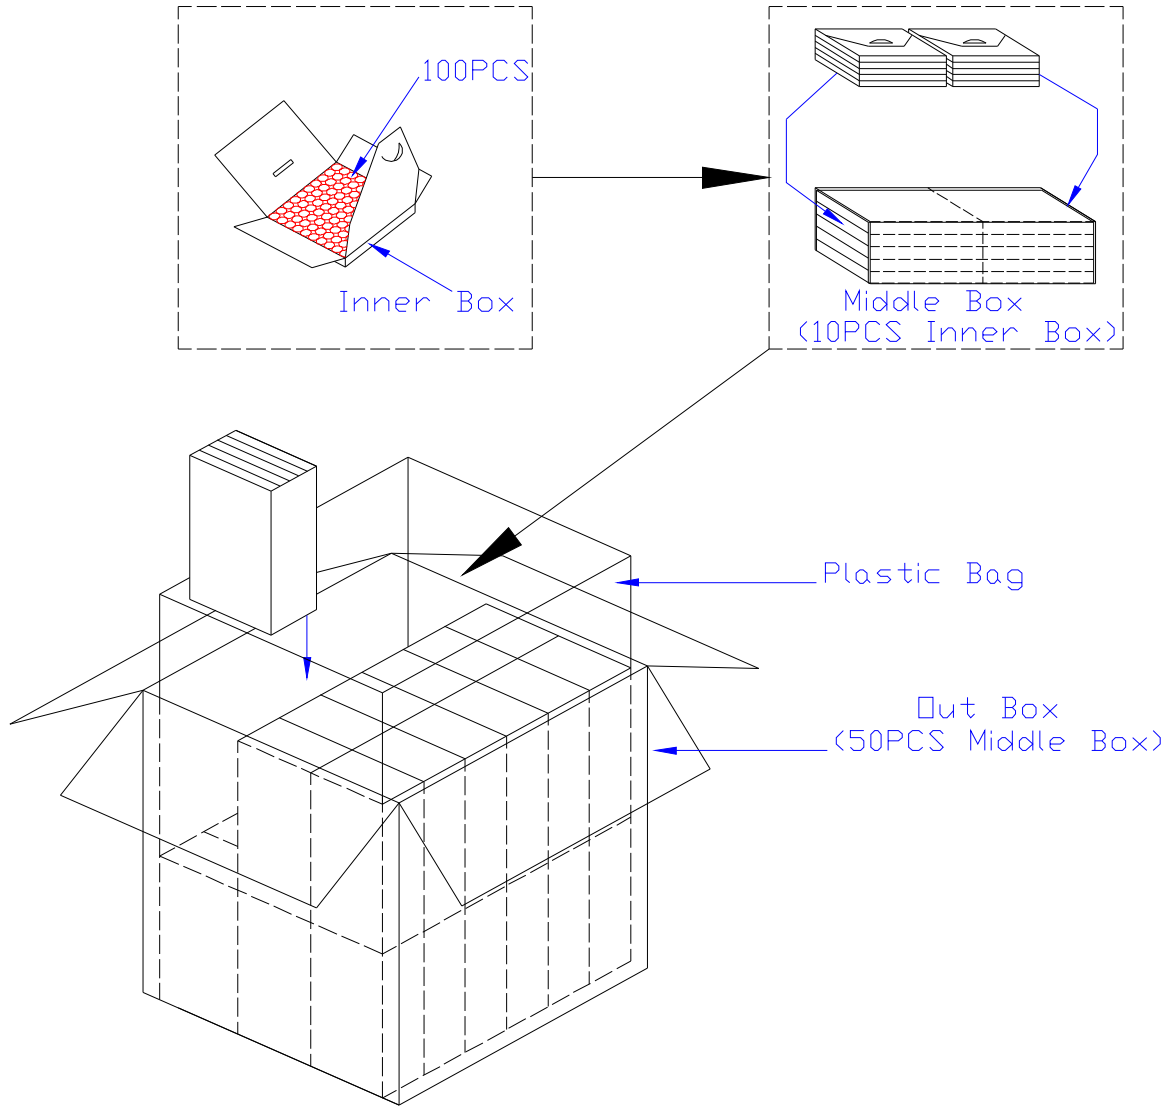 100PCS
Inner Box
Middle Box
(10PCS Inner Box)
Plastic Bag
Out Box
(50PCS Middle Box)